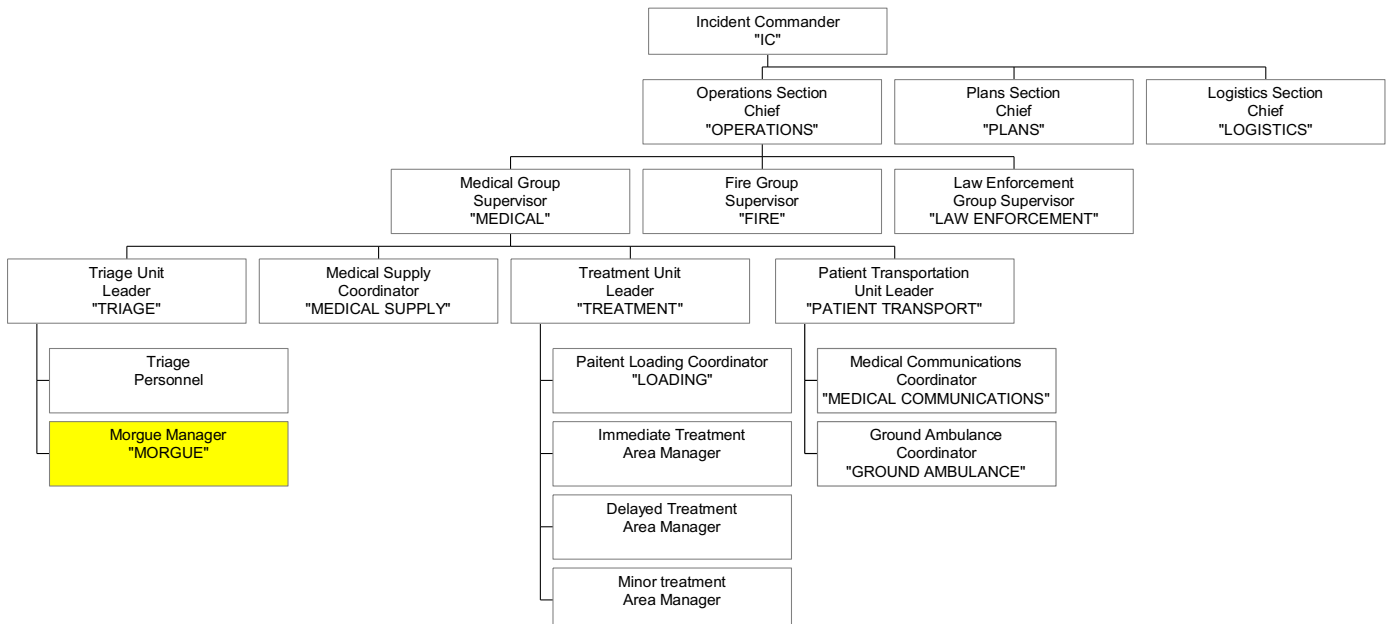 Incident Commander
"IC"
Operations Section
Chief
"OPERATIONS"
Plans Section
Chief
"PLANS"
Logistics Section
Chief
"LOGISTICS"
Medical Group
Supervisor
"MEDICAL"
Fire Group
Supervisor
"FIRE"
Law Enforcement
Group Supervisor
"LAW ENFORCEMENT"
Triage Unit
Leader
"TRIAGE"
Medical Supply
Coordinator
"MEDICAL SUPPLY"
Treatment Unit
Leader
"TREATMENT"
Patient Transportation
Unit Leader
"PATIENT TRANSPORT"
Triage
Personnel
Morgue Manager
"MORGUE"
Paitent Loading Coordinator
"LOADING"
Immediate Treatment
Area Manager
Delayed Treatment
Area Manager
Minor treatment
Area Manager
Medical Communications
Coordinator
"MEDICAL COMMUNICATIONS"
Ground Ambulance
Coordinator
"GROUND AMBULANCE"